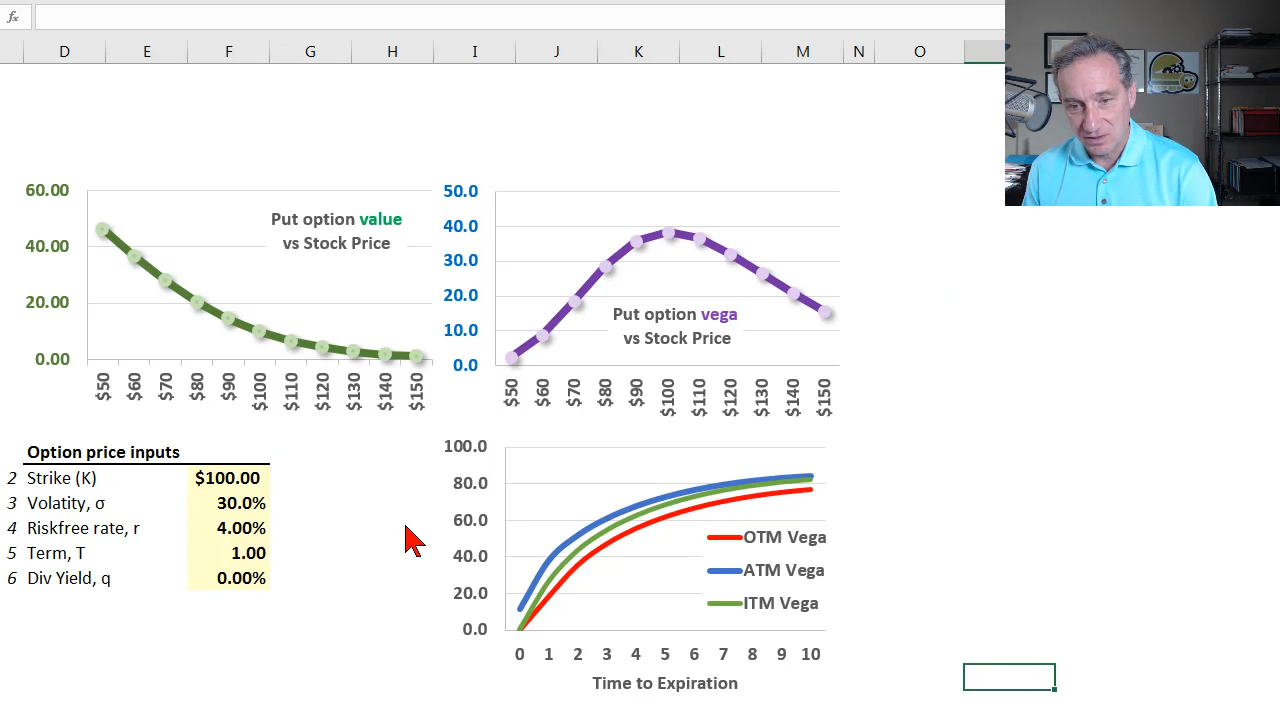 fx
D E F G H I J K L M N O
60.00
40.00
20.00
0.00
Put option value
vs Stock Price
$50 $60 $70 $80 $90 $100 $110 $120 $130 $140 $150
50.0
40.0
30.0
20.0
10.0
0.0
Put option vega
vs Stock Price
$50 $60 $70 $80 $90 $100 $110 $120 $130 $140 $150
Option price inputs
2 Strike (K) $100.00
3 Volatity, σ 30.0%
4 Riskfree rate, r 4.00%
5 Term, T 1.00
6 Div Yield, q 0.00%
100.0
80.0
60.0
40.0
20.0
0.0
OTM Vega
ATM Vega
ITM Vega
0 1 2 3 4 5 6 7 8 9 10
Time to Expiration